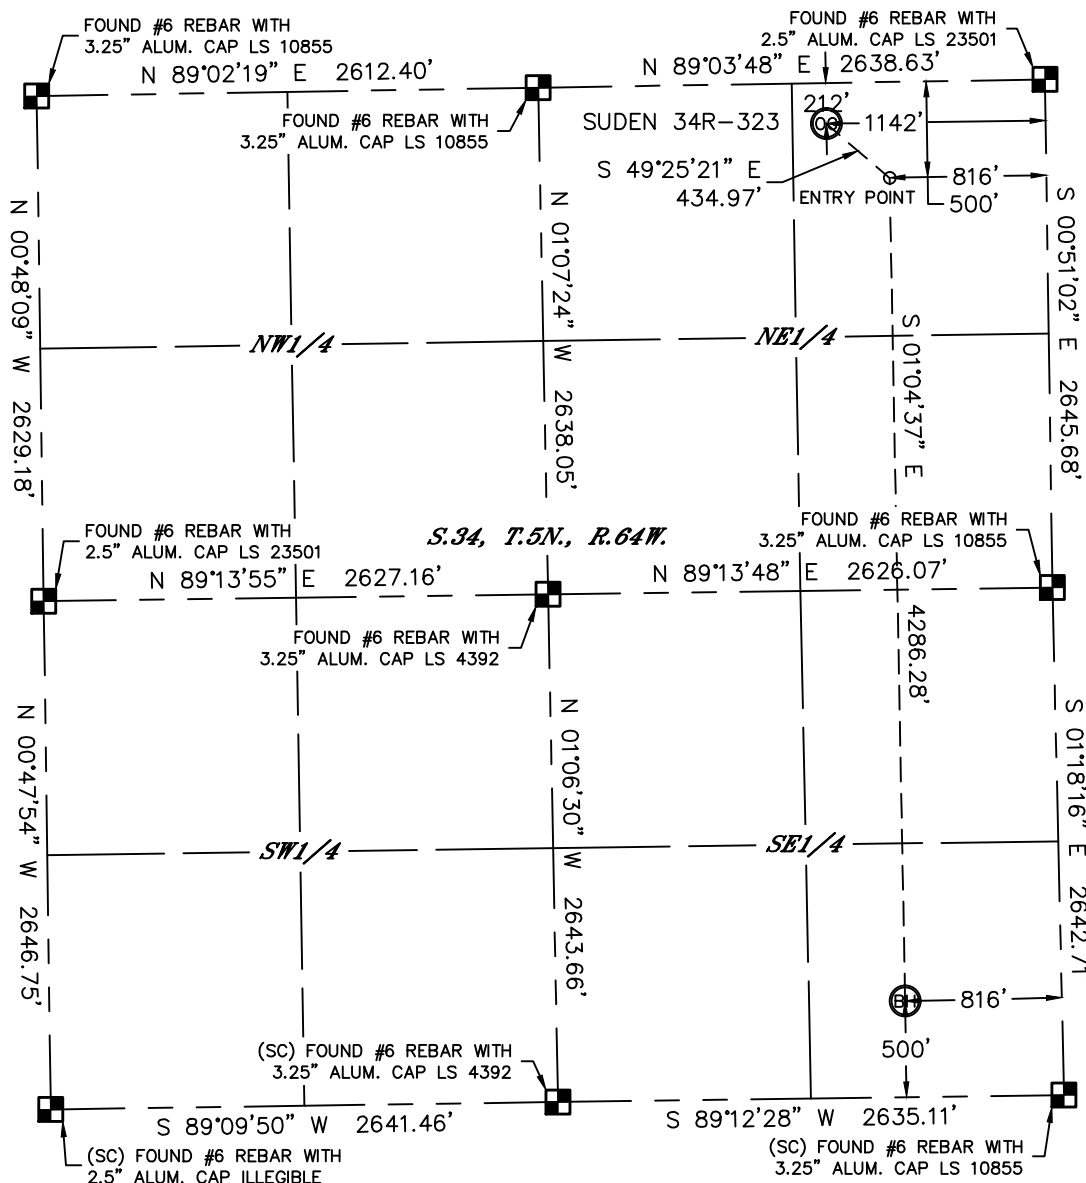 FOUND #6 REBAR WITH
3.25" ALUM. CAP LS 10855
N 89°02'19" E 2612.40'
FOUND #6 REBAR WITH
3.25" ALUM. CAP LS 10855
FOUND #6 REBAR WITH
2.5" ALUM. CAP LS 23501
N 89°03'48" E 2638.63'
212'
SUDEN 34R-323
1142'
S 49°25'21" E
434.97'
816'
ENTRY POINT
500'
N 00°48'09" W 2629.18'
N 01°07'24" W 2638.05'
S 01°04'37" E
4286.28'
S 00°51'02" E 2645.68'
NW1/4
NE1/4
S.34, T.5N., R.64W.
FOUND #6 REBAR WITH
2.5" ALUM. CAP LS 23501
N 89°13'55" E 2627.16'
FOUND #6 REBAR WITH
3.25" ALUM. CAP LS 10855
N 89°13'48" E 2626.07'
FOUND #6 REBAR WITH
3.25" ALUM. CAP LS 4392
N 00°47'54" W 2646.75'
N 01°06'30" W 2643.66'
S 01°18'16" E 2642.71
SW1/4
SE1/4
BH
816'
500'
(SC) FOUND #6 REBAR WITH
3.25" ALUM. CAP LS 4392
S 89°09'50" W 2641.46'
S 89°12'28" W 2635.11'
(SC) FOUND #6 REBAR WITH
2.5" ALUM. CAP ILLEGIBLE
(SC) FOUND #6 REBAR WITH
3.25" ALUM. CAP LS 10855